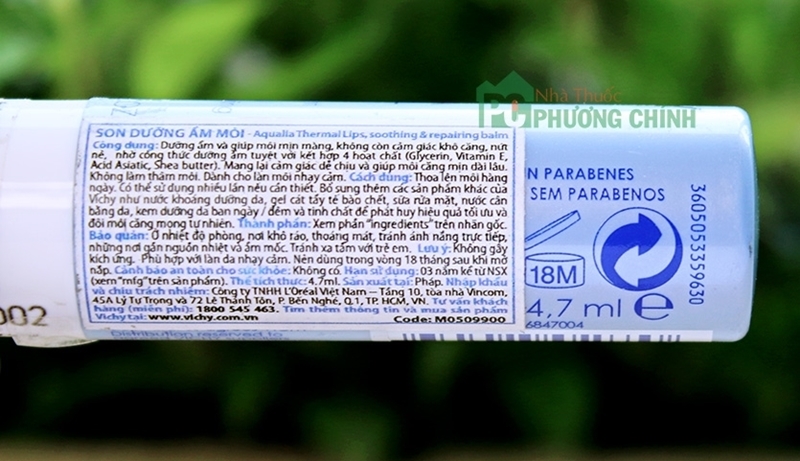 Nhà Thuốc
PC PHƯƠNG CHÍNH
SON DƯỠNG ẨM MÔI - Aqualia Thermal Lips, soothing & repairing balm
Công dụng: Dưỡng ẩm và giúp môi mịn màng, không còn cảm giác khô căng, nứt
nẻ, nhờ công thức dưỡng ẩm tuyệt vời kết hợp 4 hoạt chất (Glycerin, Vitamin E,
Acid Asiatic, Shea butter). Mang lại cảm giác dễ chịu và giúp môi căng mịn dài lâu.
Không làm thâm môi. Dành cho làn môi nhạy cảm. Cách dùng: Thoa lên môi hàng
ngày. Có thể sử dụng nhiều lần nếu cần thiết. Bổ sung thêm các sản phẩm khác của
Vichy như nước khoáng dưỡng da, gel cát tẩy tế bào chết, sữa rửa mặt, nước cân
bằng da, kem dưỡng da ban ngày / đêm và tinh chất để phát huy hiệu quả tối ưu và
đôi môi căng mọng tự nhiên. Thành phần: Xem phần "ingredients" trên nhãn gốc.
Bảo quản: Ở nhiệt độ phòng, nơi khô ráo, thoáng mát, tránh ánh nắng trực tiếp,
những nơi gần nguồn nhiệt và ẩm mốc. Tránh xa tầm với trẻ em. Lưu ý: Không gây
kích ứng. Phù hợp với làn da nhạy cảm. Nên dùng trong vòng 18 tháng sau khi mở
nắp. Cảnh báo an toàn cho sức khỏe: Không có. Hạn sử dụng: 03 năm kể từ NSX
(xem "mfg" trên sản phẩm). Thể tích thực: 4.7ml. Sản xuất tại: Pháp. Nhập khẩu
và chịu trách nhiệm: Công ty TNHH L'Oréal Việt Nam – Tầng 10, tòa nhà Vincom,
45A Lý Tự Trọng và 72 Lê Thánh Tôn, P. Bến Nghé, Q.1, TP. HCM, VN. Tư vấn khách
hàng (miễn phí): 1800 545 463. Tìm thêm thông tin và mua sản phẩm
Vichy tại: www.vichy.com.vn Code: M0509900
N PARABENES
SEM PARABENOS
18M
4,7 ml e
6847004
3605053359630
002